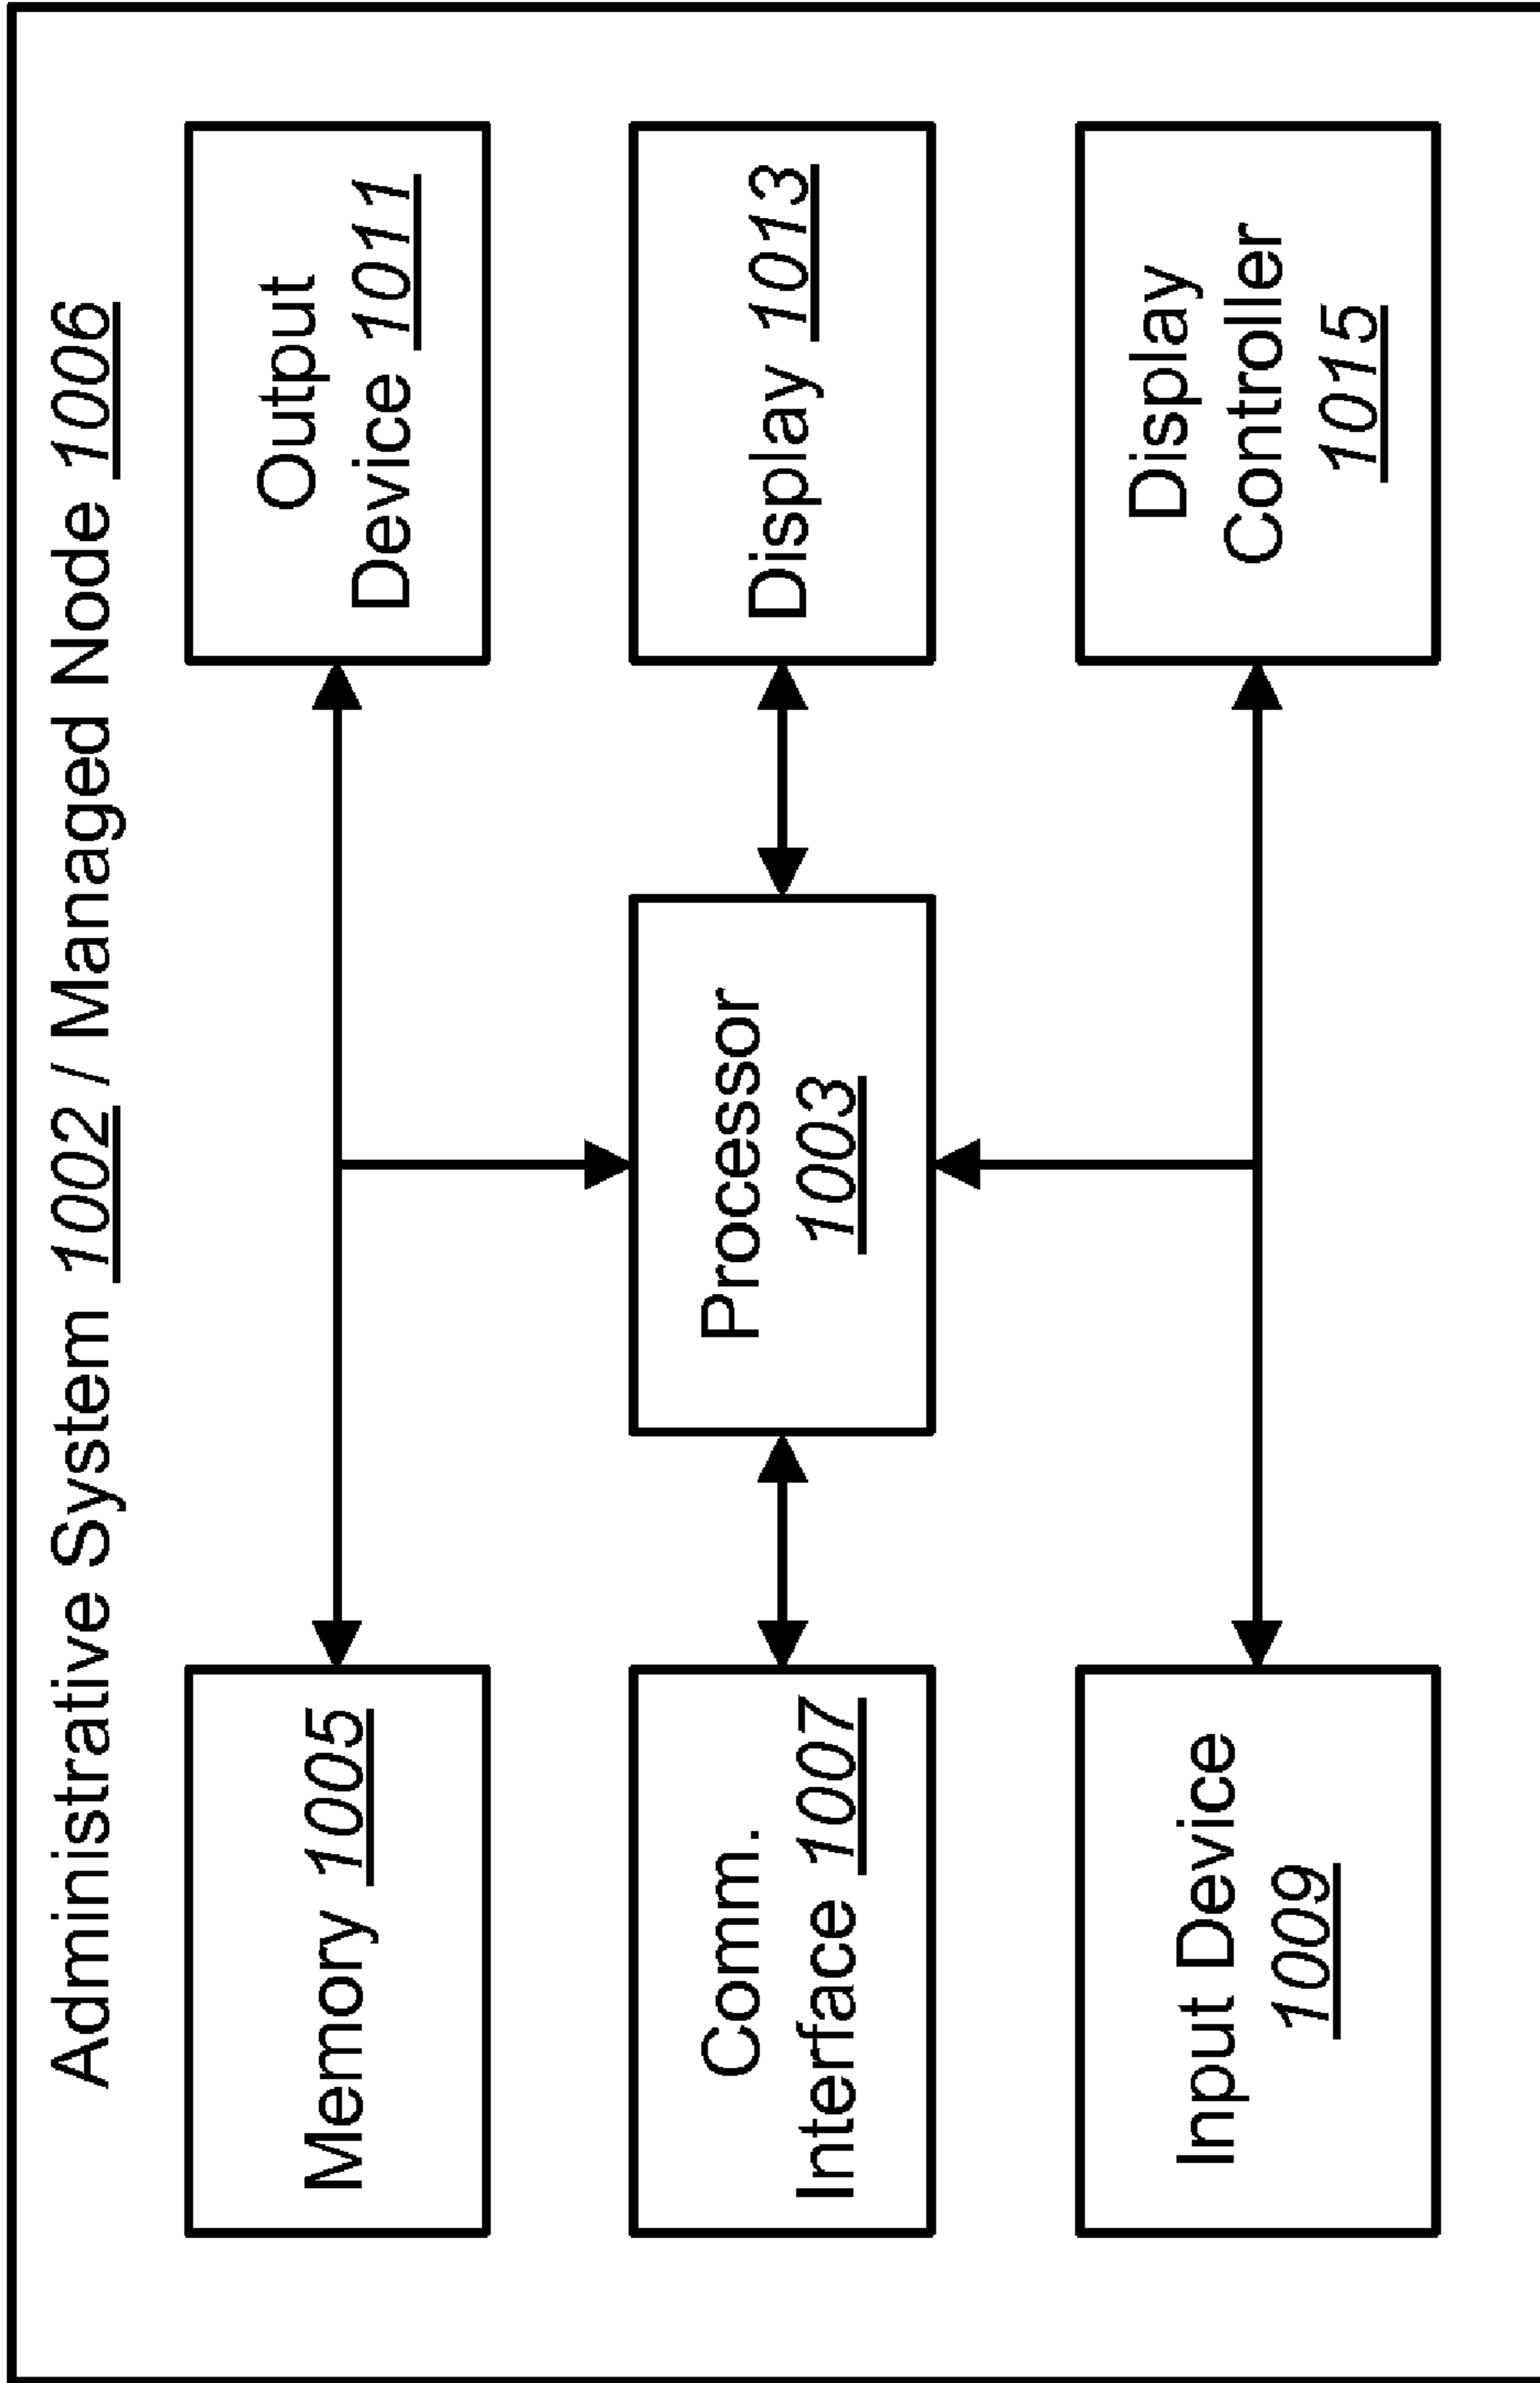 Administrative System 1002 / Managed Node 1006
Memory 1005
Output
Device 1011
Comm.
Interface 1007
Processor
1003
Display 1013
Input Device
1009
Display
Controller
1015